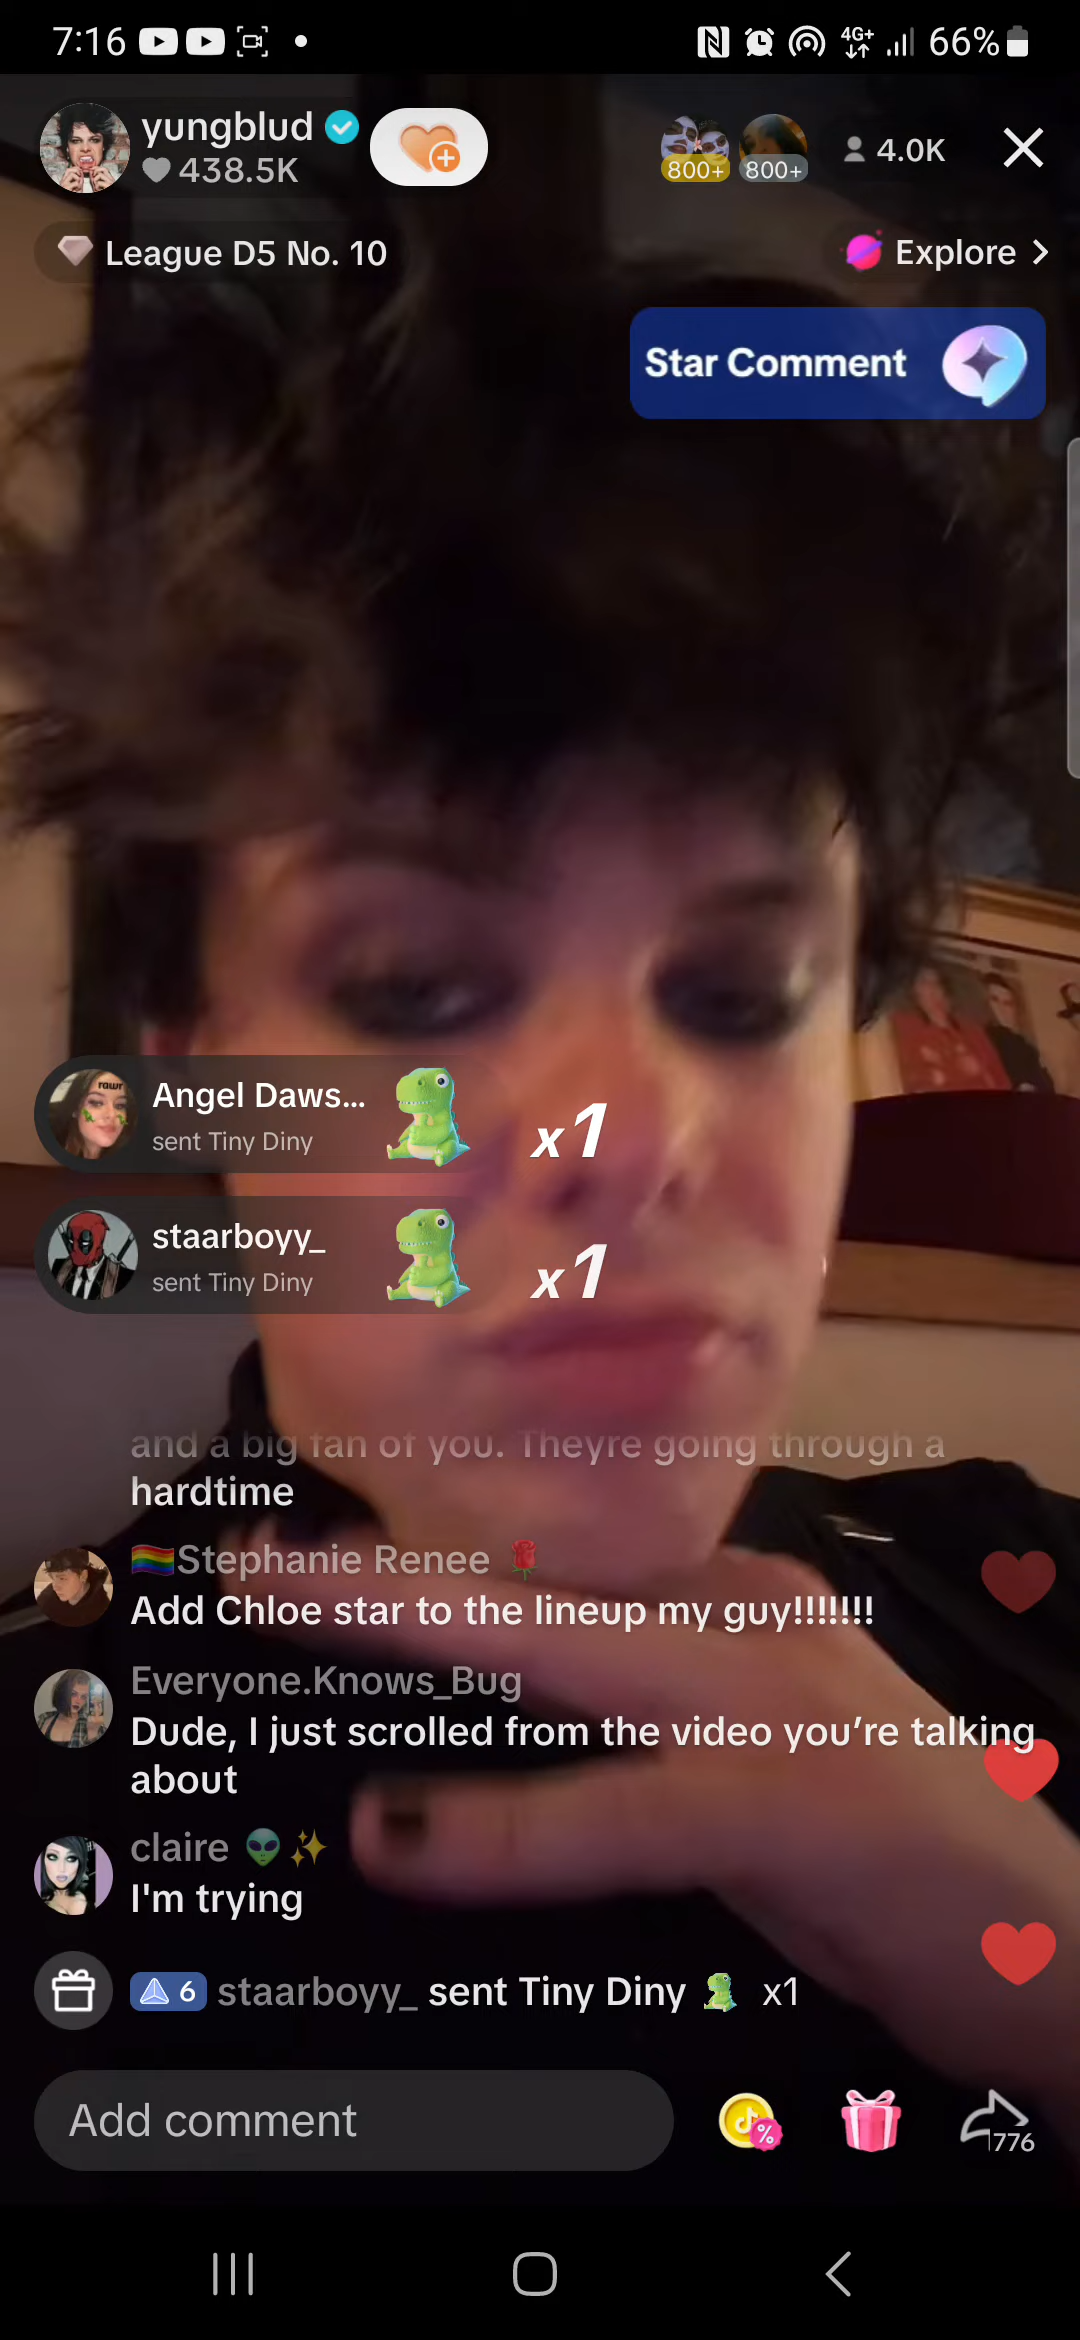 7:16
4G+
66%
yungblud
438.5K
800+
800+
4.0K
League D5 No. 10
Explore
Star Comment
rawr
Angel Daws...
sent Tiny Diny
x1
staarboyy_
sent Tiny Diny
x1
and a big fan of you. Theyre going through a
hardtime
🏳️‍🌈Stephanie Renee 🌹
Add Chloe star to the lineup my guy!!!!!!!
Everyone.Knows_Bug
Dude, I just scrolled from the video you’re talking
about
claire 👽✨
I'm trying
6 staarboyy_ sent Tiny Diny x1
Add comment
%
776